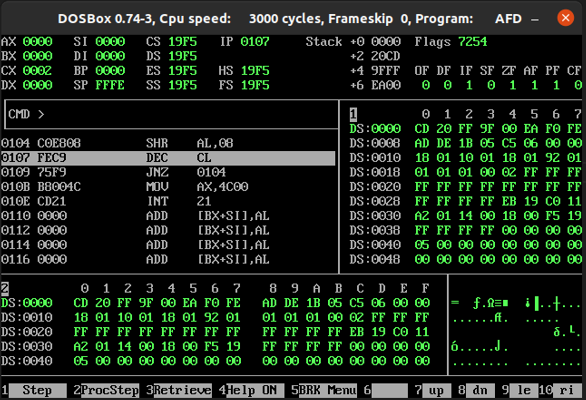 DOSBox 0.74-3, Cpu speed: 3000 cycles, Frameskip 0, Program: AFD
AX 0000 SI 0000 CS 19F5 IP 0107 Stack +0 0000 Flags 7254
BX 0000 DI 0000 DS 19F5 +2 20CD
CX 0002 BP 0000 ES 19F5 HS 19F5 +4 9FFF OF DF IF SF ZF AF PF CF
DX 0000 SP FFFE SS 19F5 FS 19F5 +6 EA00 0 0 1 0 1 1 1 0
CMD >
1 0 1 2 3 4 5 6 7
DS:0000 CD 20 FF 9F 00 EA F0 FE
DS:0008 AD DE 1B 05 C5 06 00 00
DS:0010 18 01 10 01 18 01 92 01
DS:0018 01 01 01 00 02 FF FF FF
DS:0020 FF FF FF FF FF FF FF FF
DS:0028 FF FF FF FF EB 19 C0 11
DS:0030 A2 01 14 00 18 00 F5 19
DS:0038 FF FF FF FF 00 00 00 00
DS:0040 05 00 00 00 00 00 00 00
DS:0048 00 00 00 00 00 00 00 00
0104 C0E808 SHR AL,08
0107 FEC9 DEC CL
0109 75F9 JNZ 0104
010B B8004C MOV AX,4C00
010E CD21 INT 21
0110 0000 ADD [BX+SI],AL
0112 0000 ADD [BX+SI],AL
0114 0000 ADD [BX+SI],AL
0116 0000 ADD [BX+SI],AL
2 0 1 2 3 4 5 6 7 8 9 A B C D E F
DS:0000 CD 20 FF 9F 00 EA F0 FE AD DE 1B 05 C5 06 00 00
DS:0010 18 01 10 01 18 01 92 01 01 01 01 00 02 FF FF FF
DS:0020 FF FF FF FF FF FF FF FF FF FF FF FF EB 19 C0 11
DS:0030 A2 01 14 00 18 00 F5 19 FF FF FF FF 00 00 00 00
DS:0040 05 00 00 00 00 00 00 00 00 00 00 00 00 00 00 00
1 Step 2 ProcStep 3 Retrieve 4 Help ON 5 BRK Menu 6 7 up 8 dn 9 le 10 ri